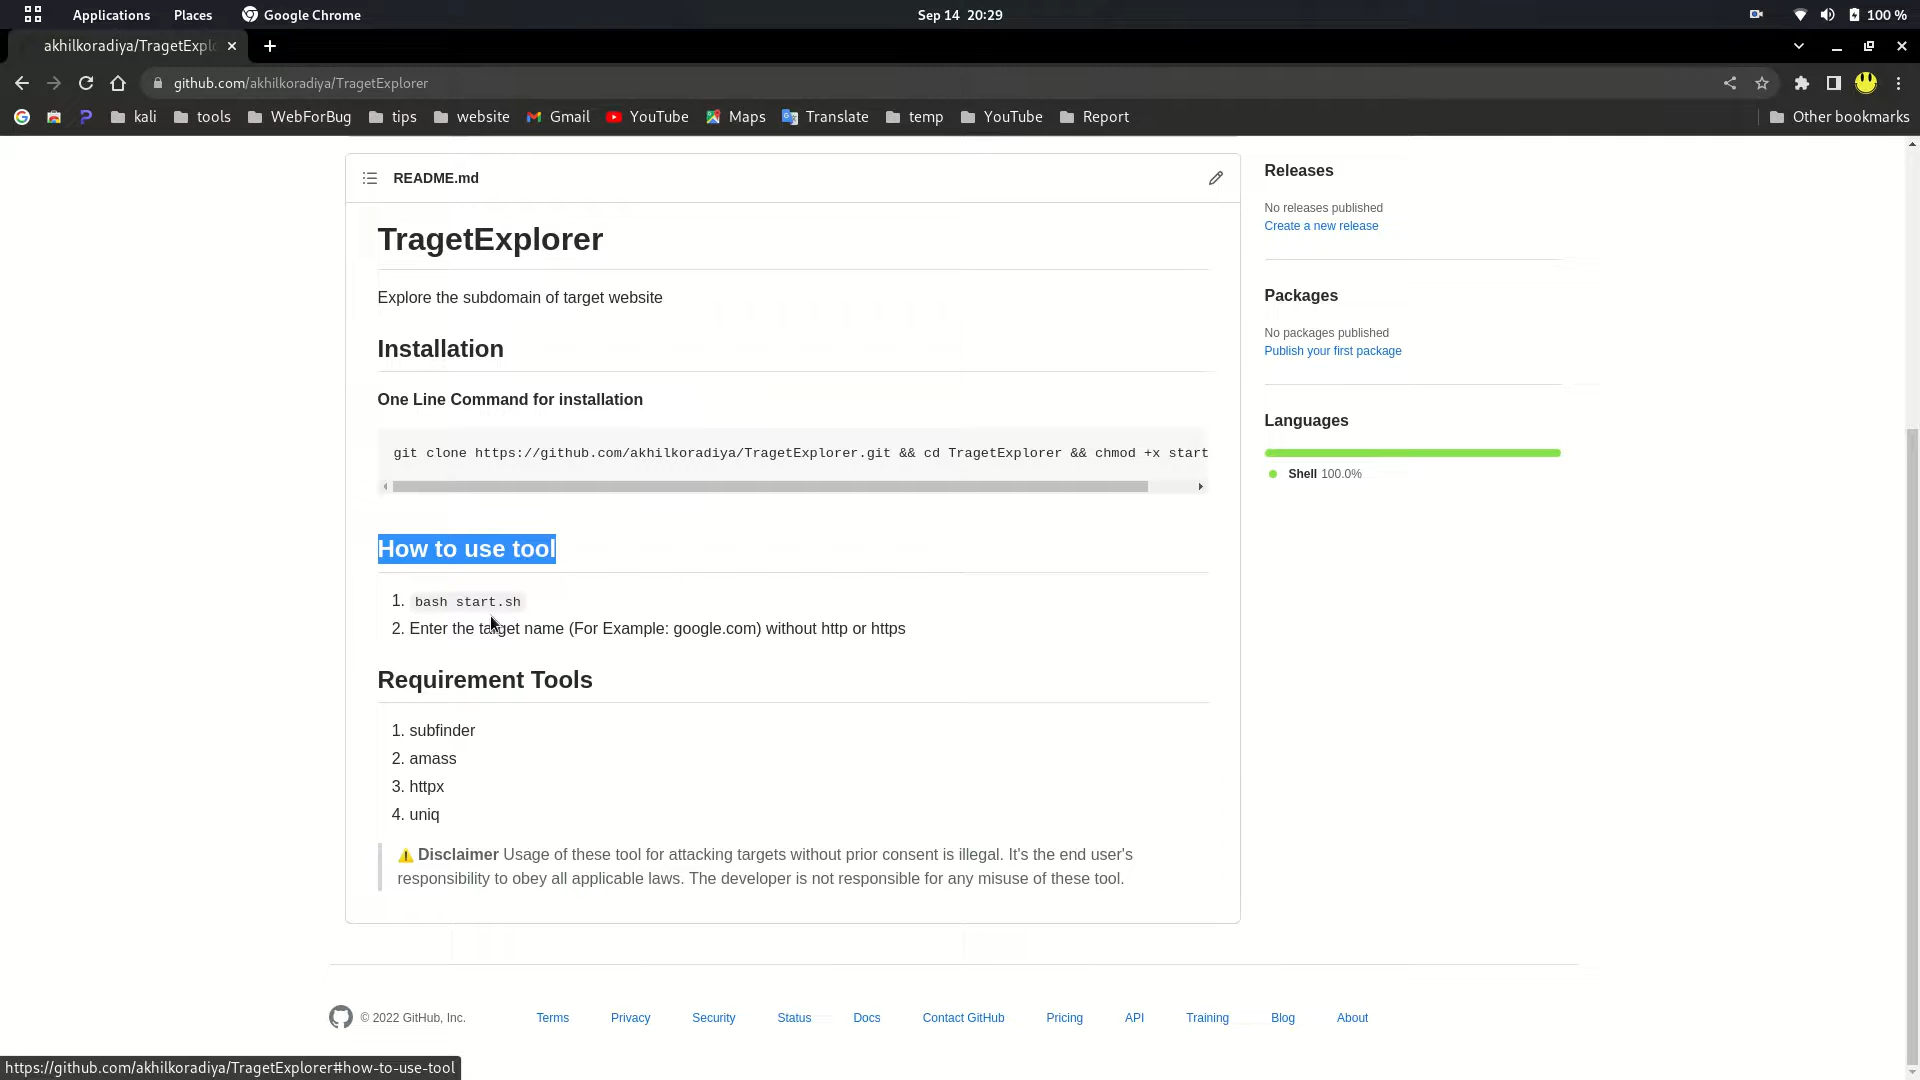 Applications Places Google Chrome Sep 14 20:29 100 %
akhilkoradiya/TragetExpl
github.com/akhilkoradiya/TragetExplorer
kali tools WebForBug tips website Gmail YouTube Maps Translate temp YouTube Report Other bookmarks
README.md
TragetExplorer
Explore the subdomain of target website
Installation
One Line Command for installation
git clone https://github.com/akhilkoradiya/TragetExplorer.git && cd TragetExplorer && chmod +x start
How to use tool
1. bash start.sh
2. Enter the target name (For Example: google.com) without http or https
Requirement Tools
1. subfinder
2. amass
3. httpx
4. uniq
⚠️ Disclaimer Usage of these tool for attacking targets without prior consent is illegal. It's the end user's
responsibility to obey all applicable laws. The developer is not responsible for any misuse of these tool.
Releases
No releases published
Create a new release
Packages
No packages published
Publish your first package
Languages
Shell 100.0%
© 2022 GitHub, Inc. Terms Privacy Security Status Docs Contact GitHub Pricing API Training Blog About
https://github.com/akhilkoradiya/TragetExplorer#how-to-use-tool